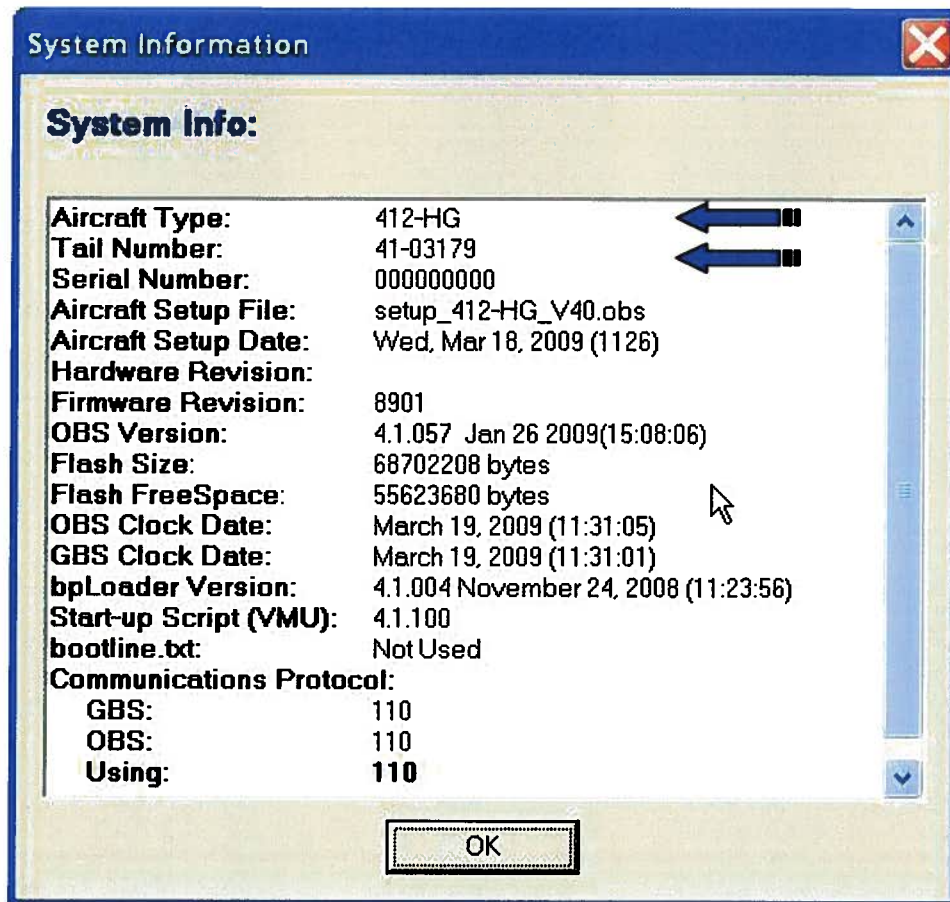 System Information
System Info:
Aircraft Type: 412-HG
Tail Number: 41-03179
Serial Number: 000000000
Aircraft Setup File: setup_412-HG_V40.obs
Aircraft Setup Date: Wed, Mar 18, 2009 (1126)
Hardware Revision:
Firmware Revision: 8901
OBS Version: 4.1.057 Jan 26 2009(15:08:06)
Flash Size: 68702208 bytes
Flash FreeSpace: 55623680 bytes
OBS Clock Date: March 19, 2009 (11:31:05)
GBS Clock Date: March 19, 2009 (11:31:01)
bpLoader Version: 4.1.004 November 24, 2008 (11:23:56)
Start-up Script (VMU): 4.1.100
bootline.txt: Not Used
Communications Protocol:
GBS: 110
OBS: 110
Using: 110
OK